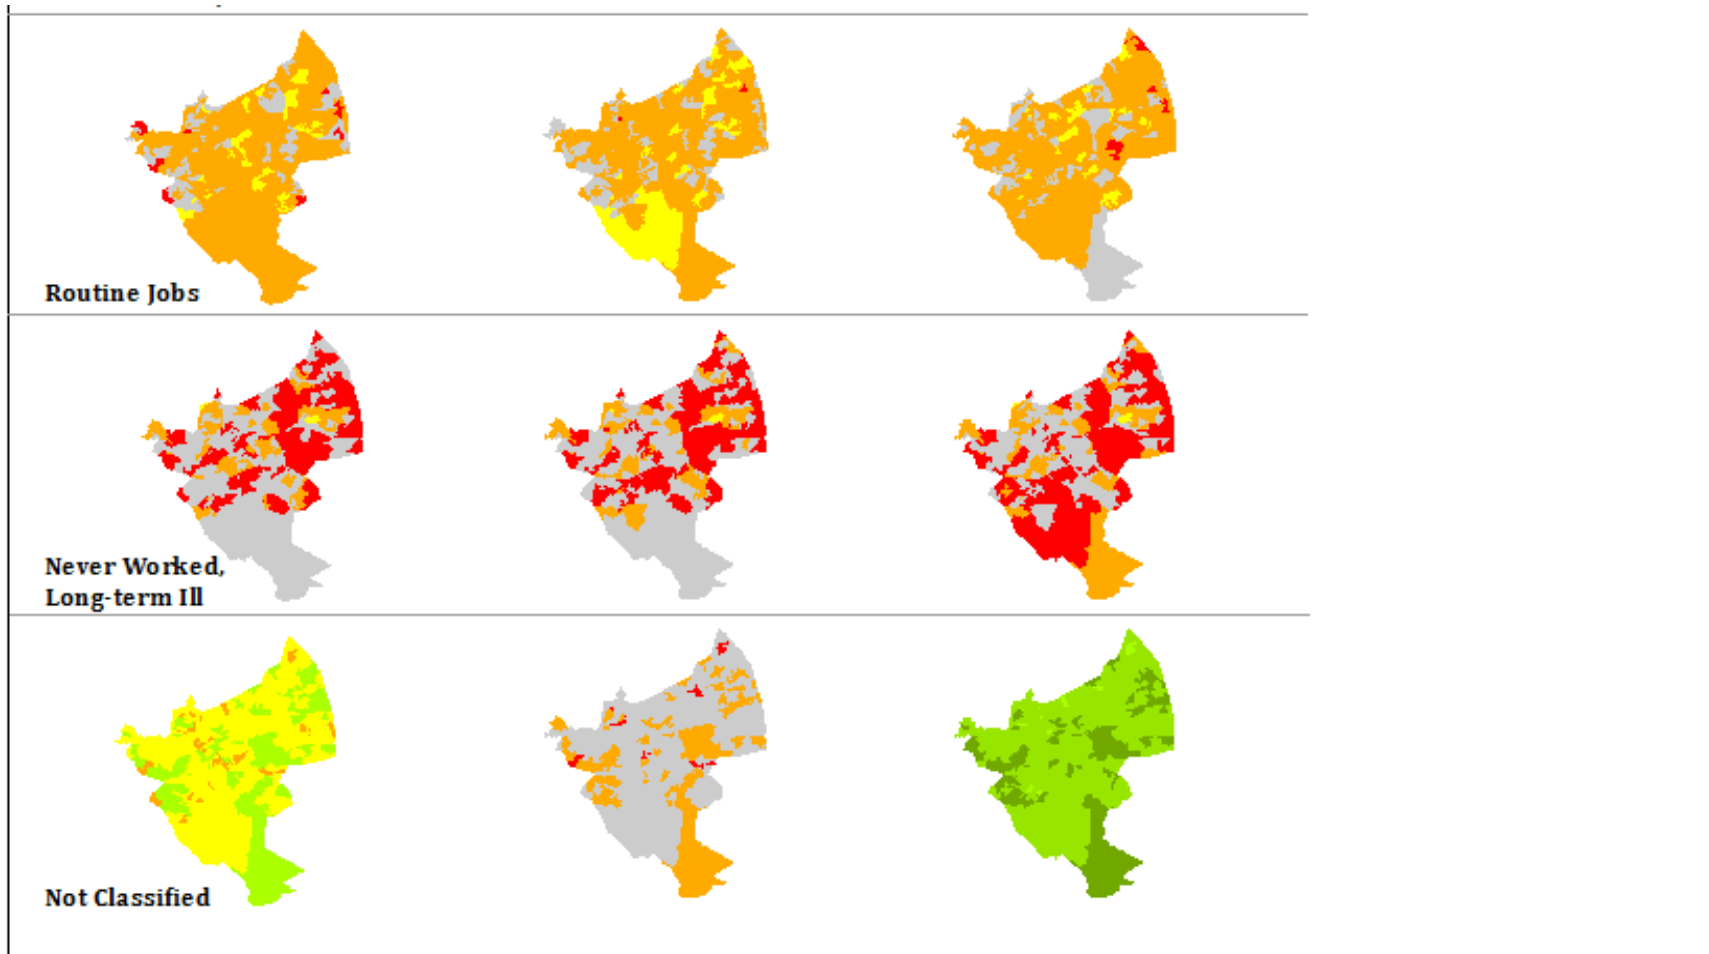 Routine Jobs
Never Worked,
Long-term Ill
Not Classified